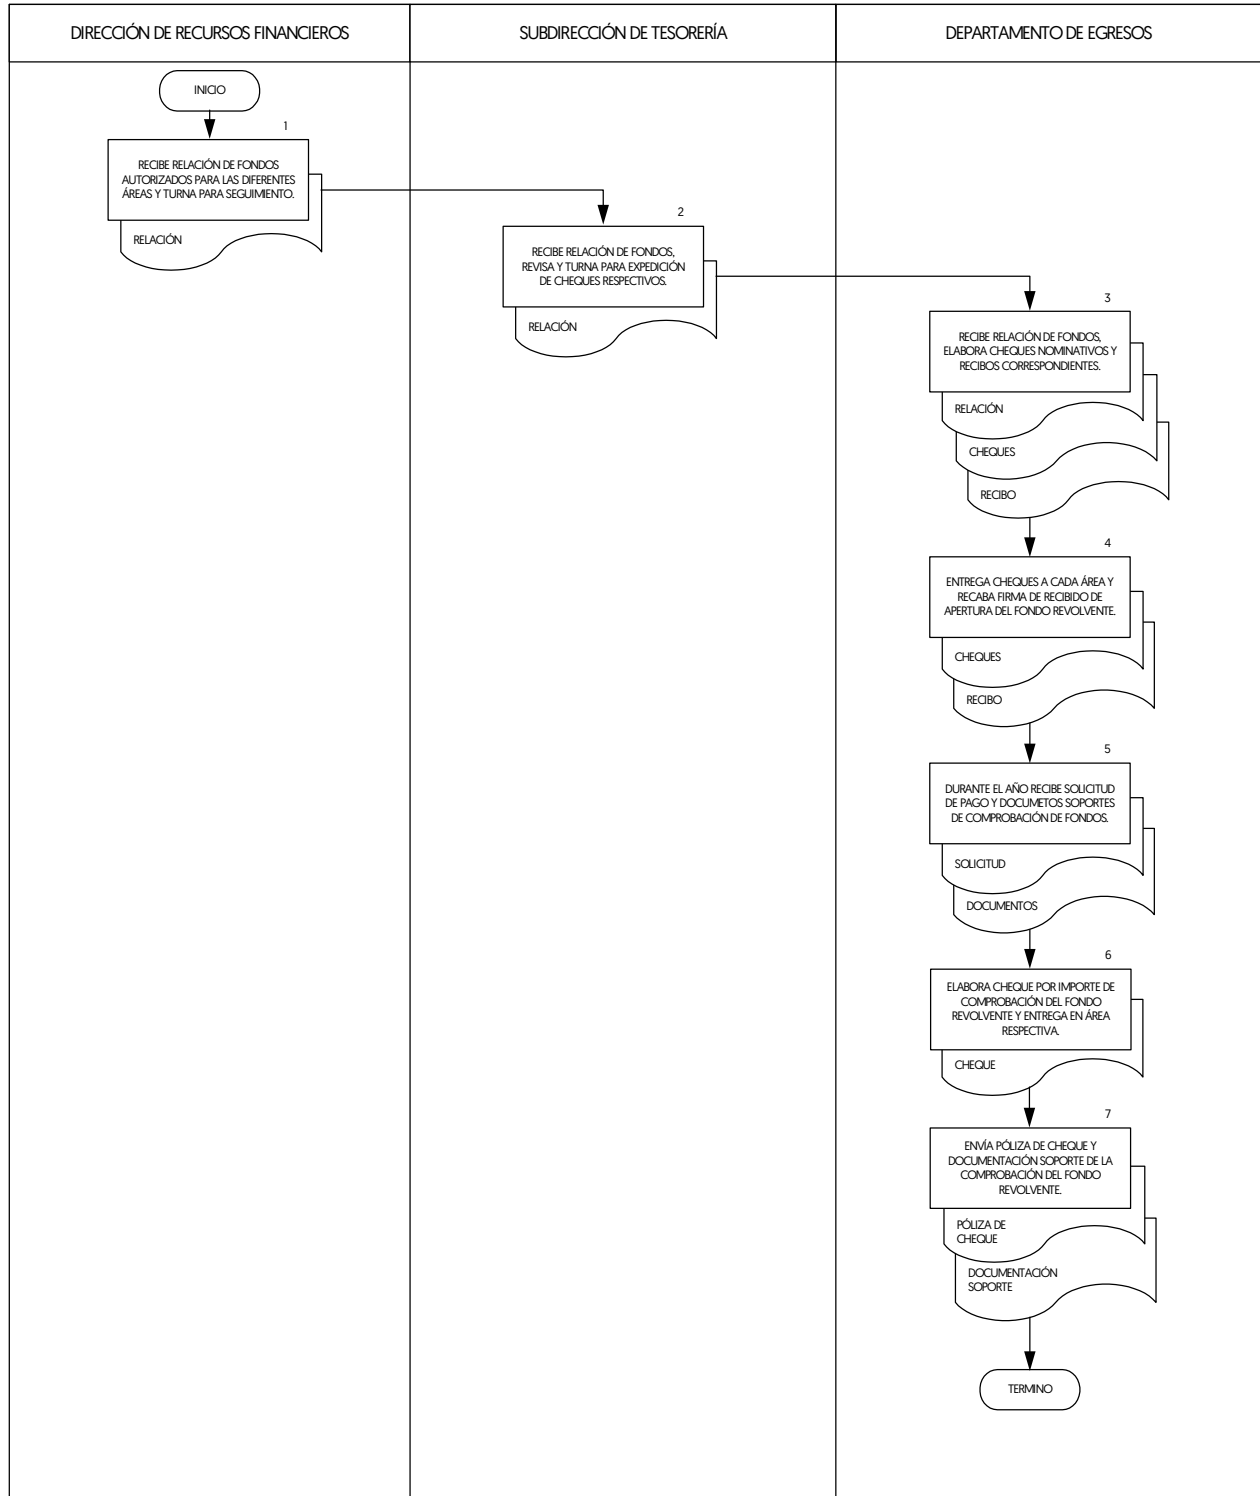 DIRECCIÓN DE RECURSOS FINANCIEROS
SUBDIRECCIÓN DE TESORERÍA
DEPARTAMENTO DE EGRESOS
INICIO
1
RECIBE RELACIÓN DE FONDOS
AUTORIZADOS PARA LAS DIFERENTES
ÁREAS Y TURNA PARA SEGUIMIENTO.
RELACIÓN
2
RECIBE RELACIÓN DE FONDOS,
REVISA Y TURNA PARA EXPEDICIÓN
DE CHEQUES RESPECTIVOS.
RELACIÓN
3
RECIBE RELACIÓN DE FONDOS,
ELABORA CHEQUES NOMINATIVOS Y
RECIBOS CORRESPONDIENTES.
RELACIÓN
CHEQUES
RECIBO
4
ENTREGA CHEQUES A CADA ÁREA Y
RECABA FIRMA DE RECIBIDO DE
APERTURA DEL FONDO REVOLVENTE.
CHEQUES
RECIBO
5
DURANTE EL AÑO RECIBE SOLICITUD
DE PAGO Y DOCUMETOS SOPORTES
DE COMPROBACIÓN DE FONDOS.
SOLICITUD
DOCUMENTOS
6
ELABORA CHEQUE POR IMPORTE DE
COMPROBACIÓN DEL FONDO
REVOLVENTE Y ENTREGA EN ÁREA
RESPECTIVA.
CHEQUE
7
ENVÍA PÓLIZA DE CHEQUE Y
DOCUMENTACIÓN SOPORTE DE LA
COMPROBACIÓN DEL FONDO
REVOLVENTE.
PÓLIZA DE
CHEQUE
DOCUMENTACIÓN
SOPORTE
TERMINO